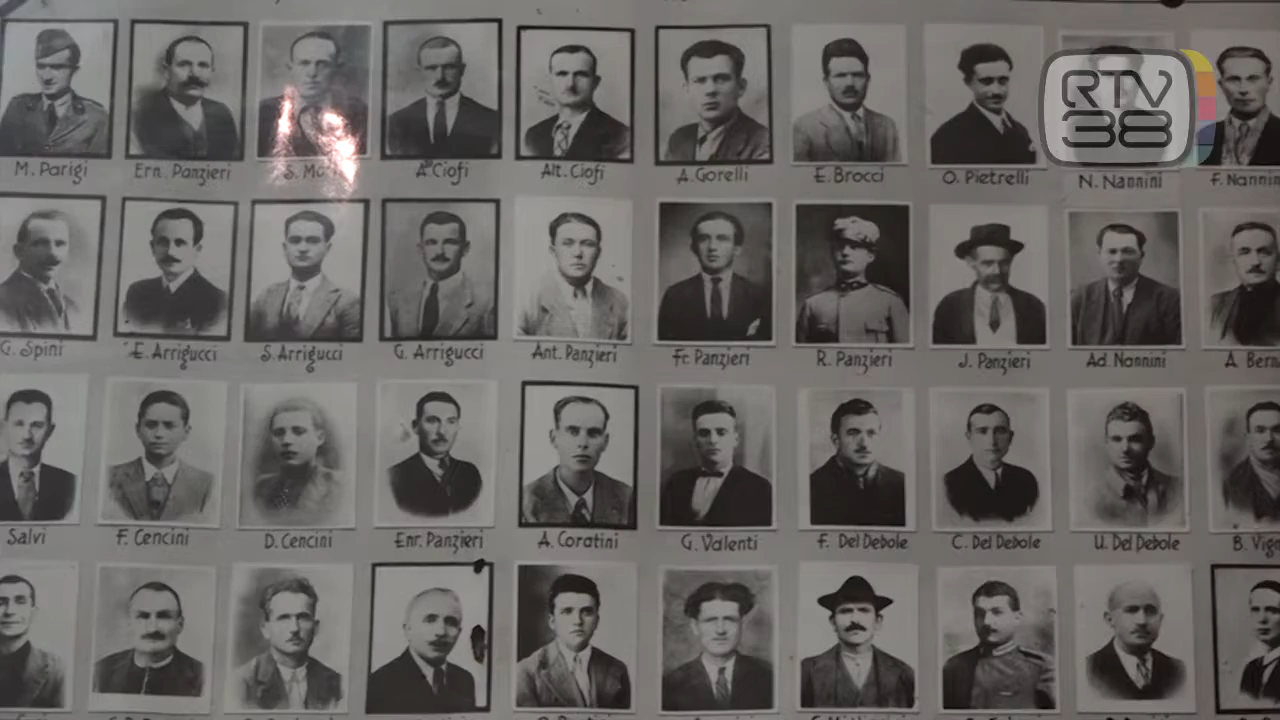 RTV
38
M. Parigi
Ern. Panzieri
A. Ciofi
Alt. Ciofi
A. Gorelli
E. Brocci
O. Pietrelli
N. Nannini
G. Spini
E. Arrigucci
S. Arrigucci
G. Arrigucci
Ant. Panzieri
Fr. Panzieri
R. Panzieri
J. Panzieri
Ad. Nannini
Salvi
F. Cencini
D. Cencini
Enr. Panzieri
A. Coratini
G. Valenti
F. Del Debole
C. Del Debole
U. Del Debole